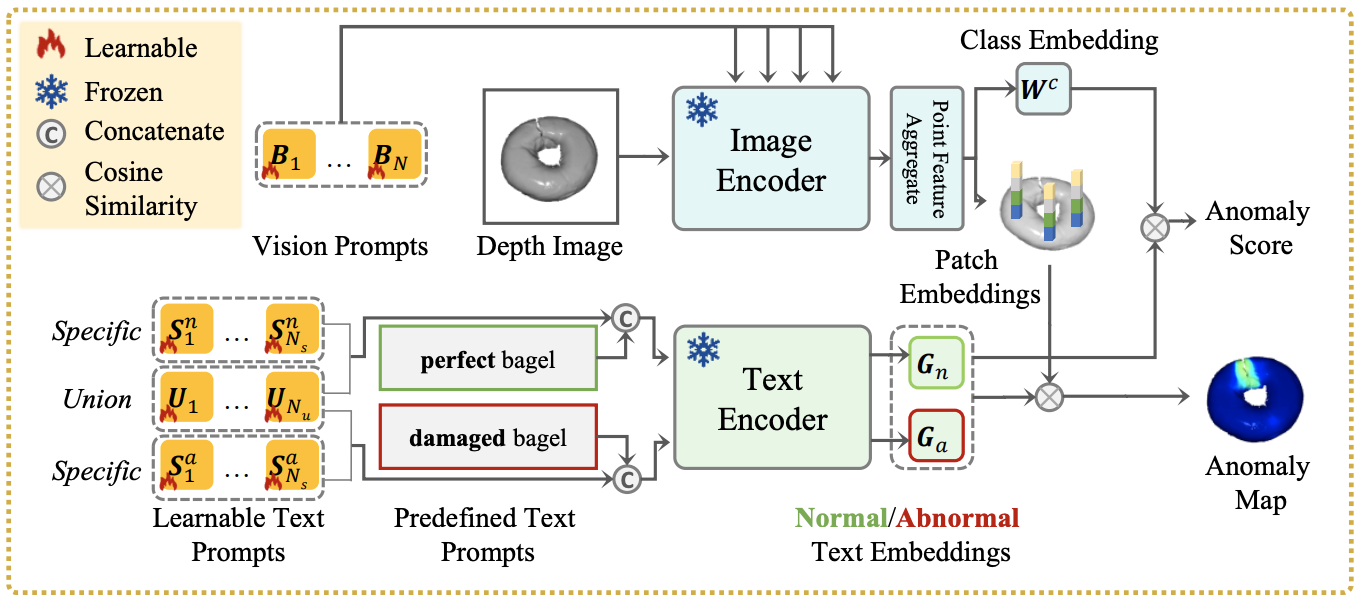 Learnable
Frozen
C Concatenate
Cosine
Similarity
B_1 ... B_N
Vision Prompts
Depth Image
Image
Encoder
Point Feature
Aggregate
Class Embedding
W^c
Patch
Embeddings
Anomaly
Score
Specific
S_1^n ... S_{N_s}^n
Union
U_1 ... U_{N_u}
Specific
S_1^a ... S_{N_s}^a
Learnable Text
Prompts
perfect bagel
damaged bagel
C
C
Predefined Text
Prompts
Text
Encoder
G_n
G_a
Normal/Abnormal
Text Embeddings
Anomaly
Map